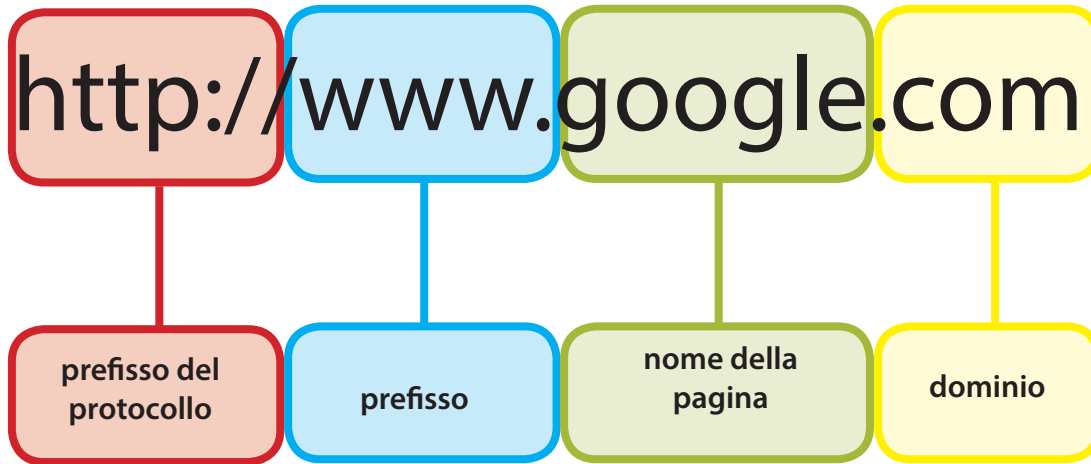 http://www.google.com
prefisso del
protocollo
prefisso
nome della
pagina
dominio